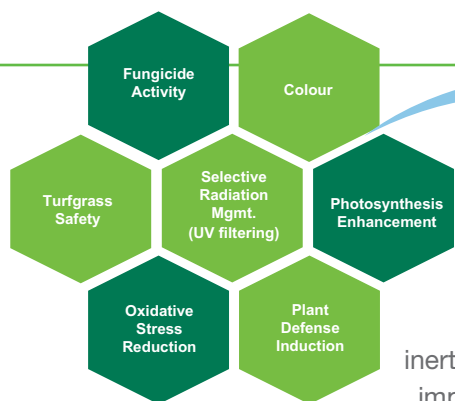 Fungicide
Activity
Colour
Turfgrass
Safety
Selective
Radiation
Mgmt.
(UV filtering)
Photosynthesis
Enhancement
Oxidative
Stress
Reduction
Plant
Defense
Induction
inert